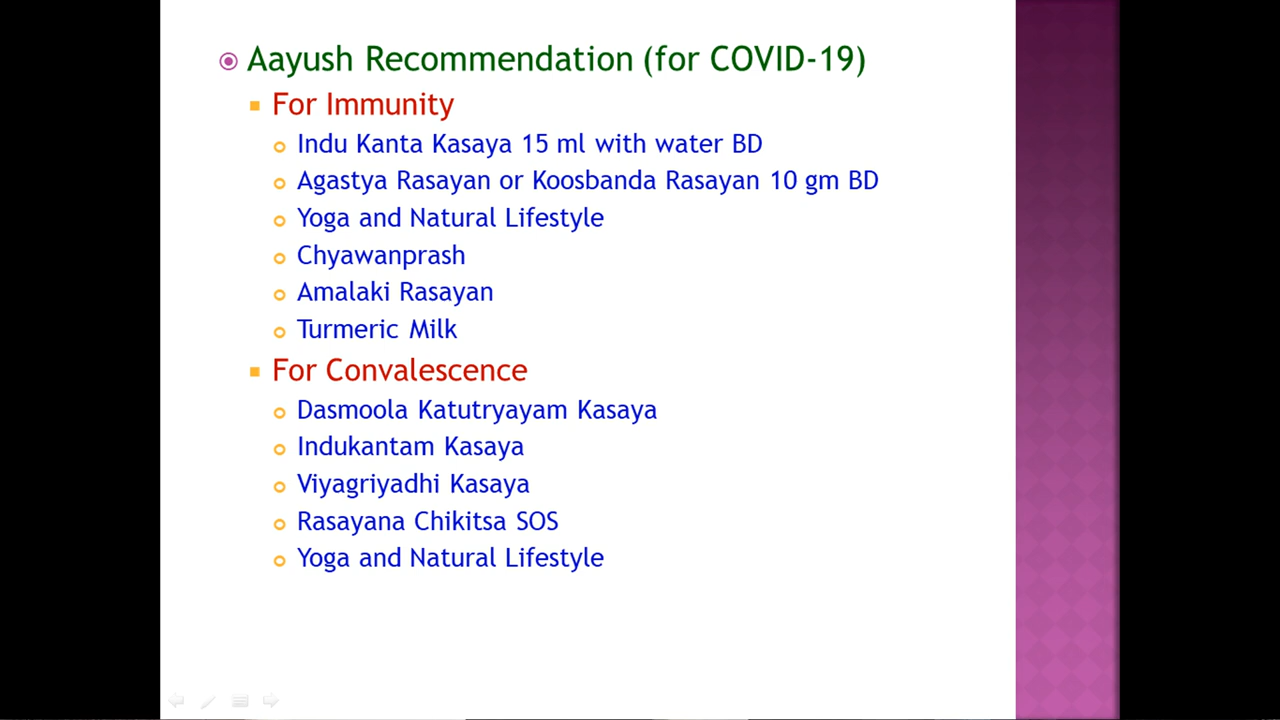 Aayush Recommendation (for COVID-19)
For Immunity
Indu Kanta Kasaya 15 ml with water BD
Agastya Rasayan or Koosbanda Rasayan 10 gm BD
Yoga and Natural Lifestyle
Chyawanprash
Amalaki Rasayan
Turmeric Milk
For Convalescence
Dasmoola Katutryayam Kasaya
Indukantam Kasaya
Viyagriyadhi Kasaya
Rasayana Chikitsa SOS
Yoga and Natural Lifestyle